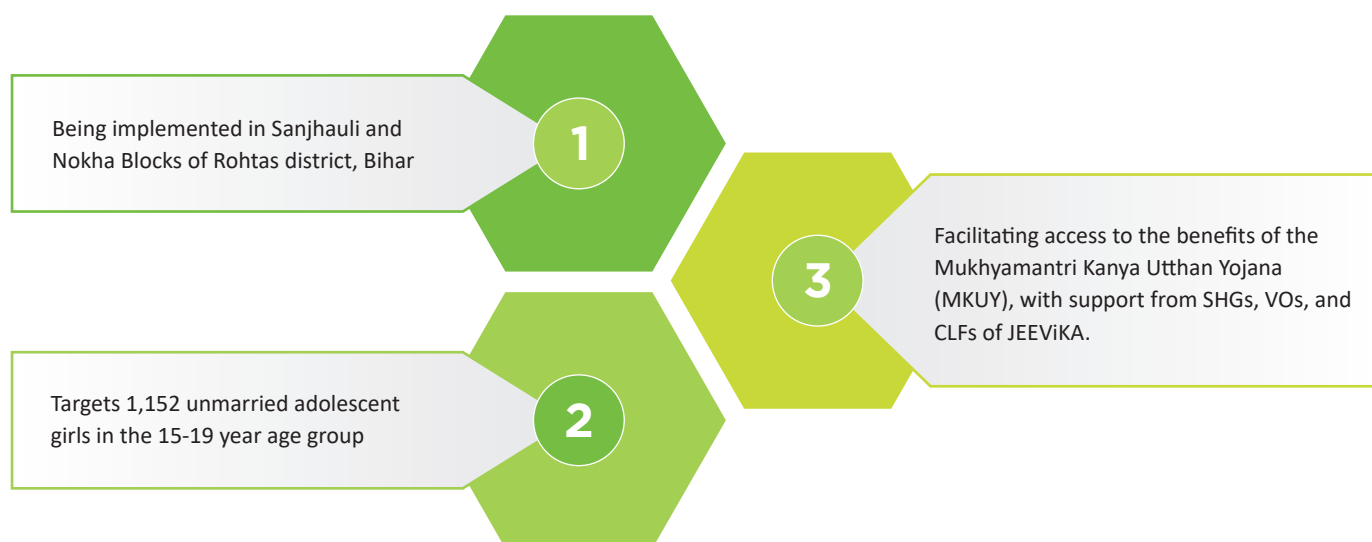 1
Being implemented in Sanjhauli and
Nokha Blocks of Rohtas district, Bihar
2
Targets 1,152 unmarried adolescent
girls in the 15-19 year age group
3
Facilitating access to the benefits of the
Mukhyamantri Kanya Utthan Yojana
(MKUY), with support from SHGs, VOs, and
CLFs of JEEViKA.